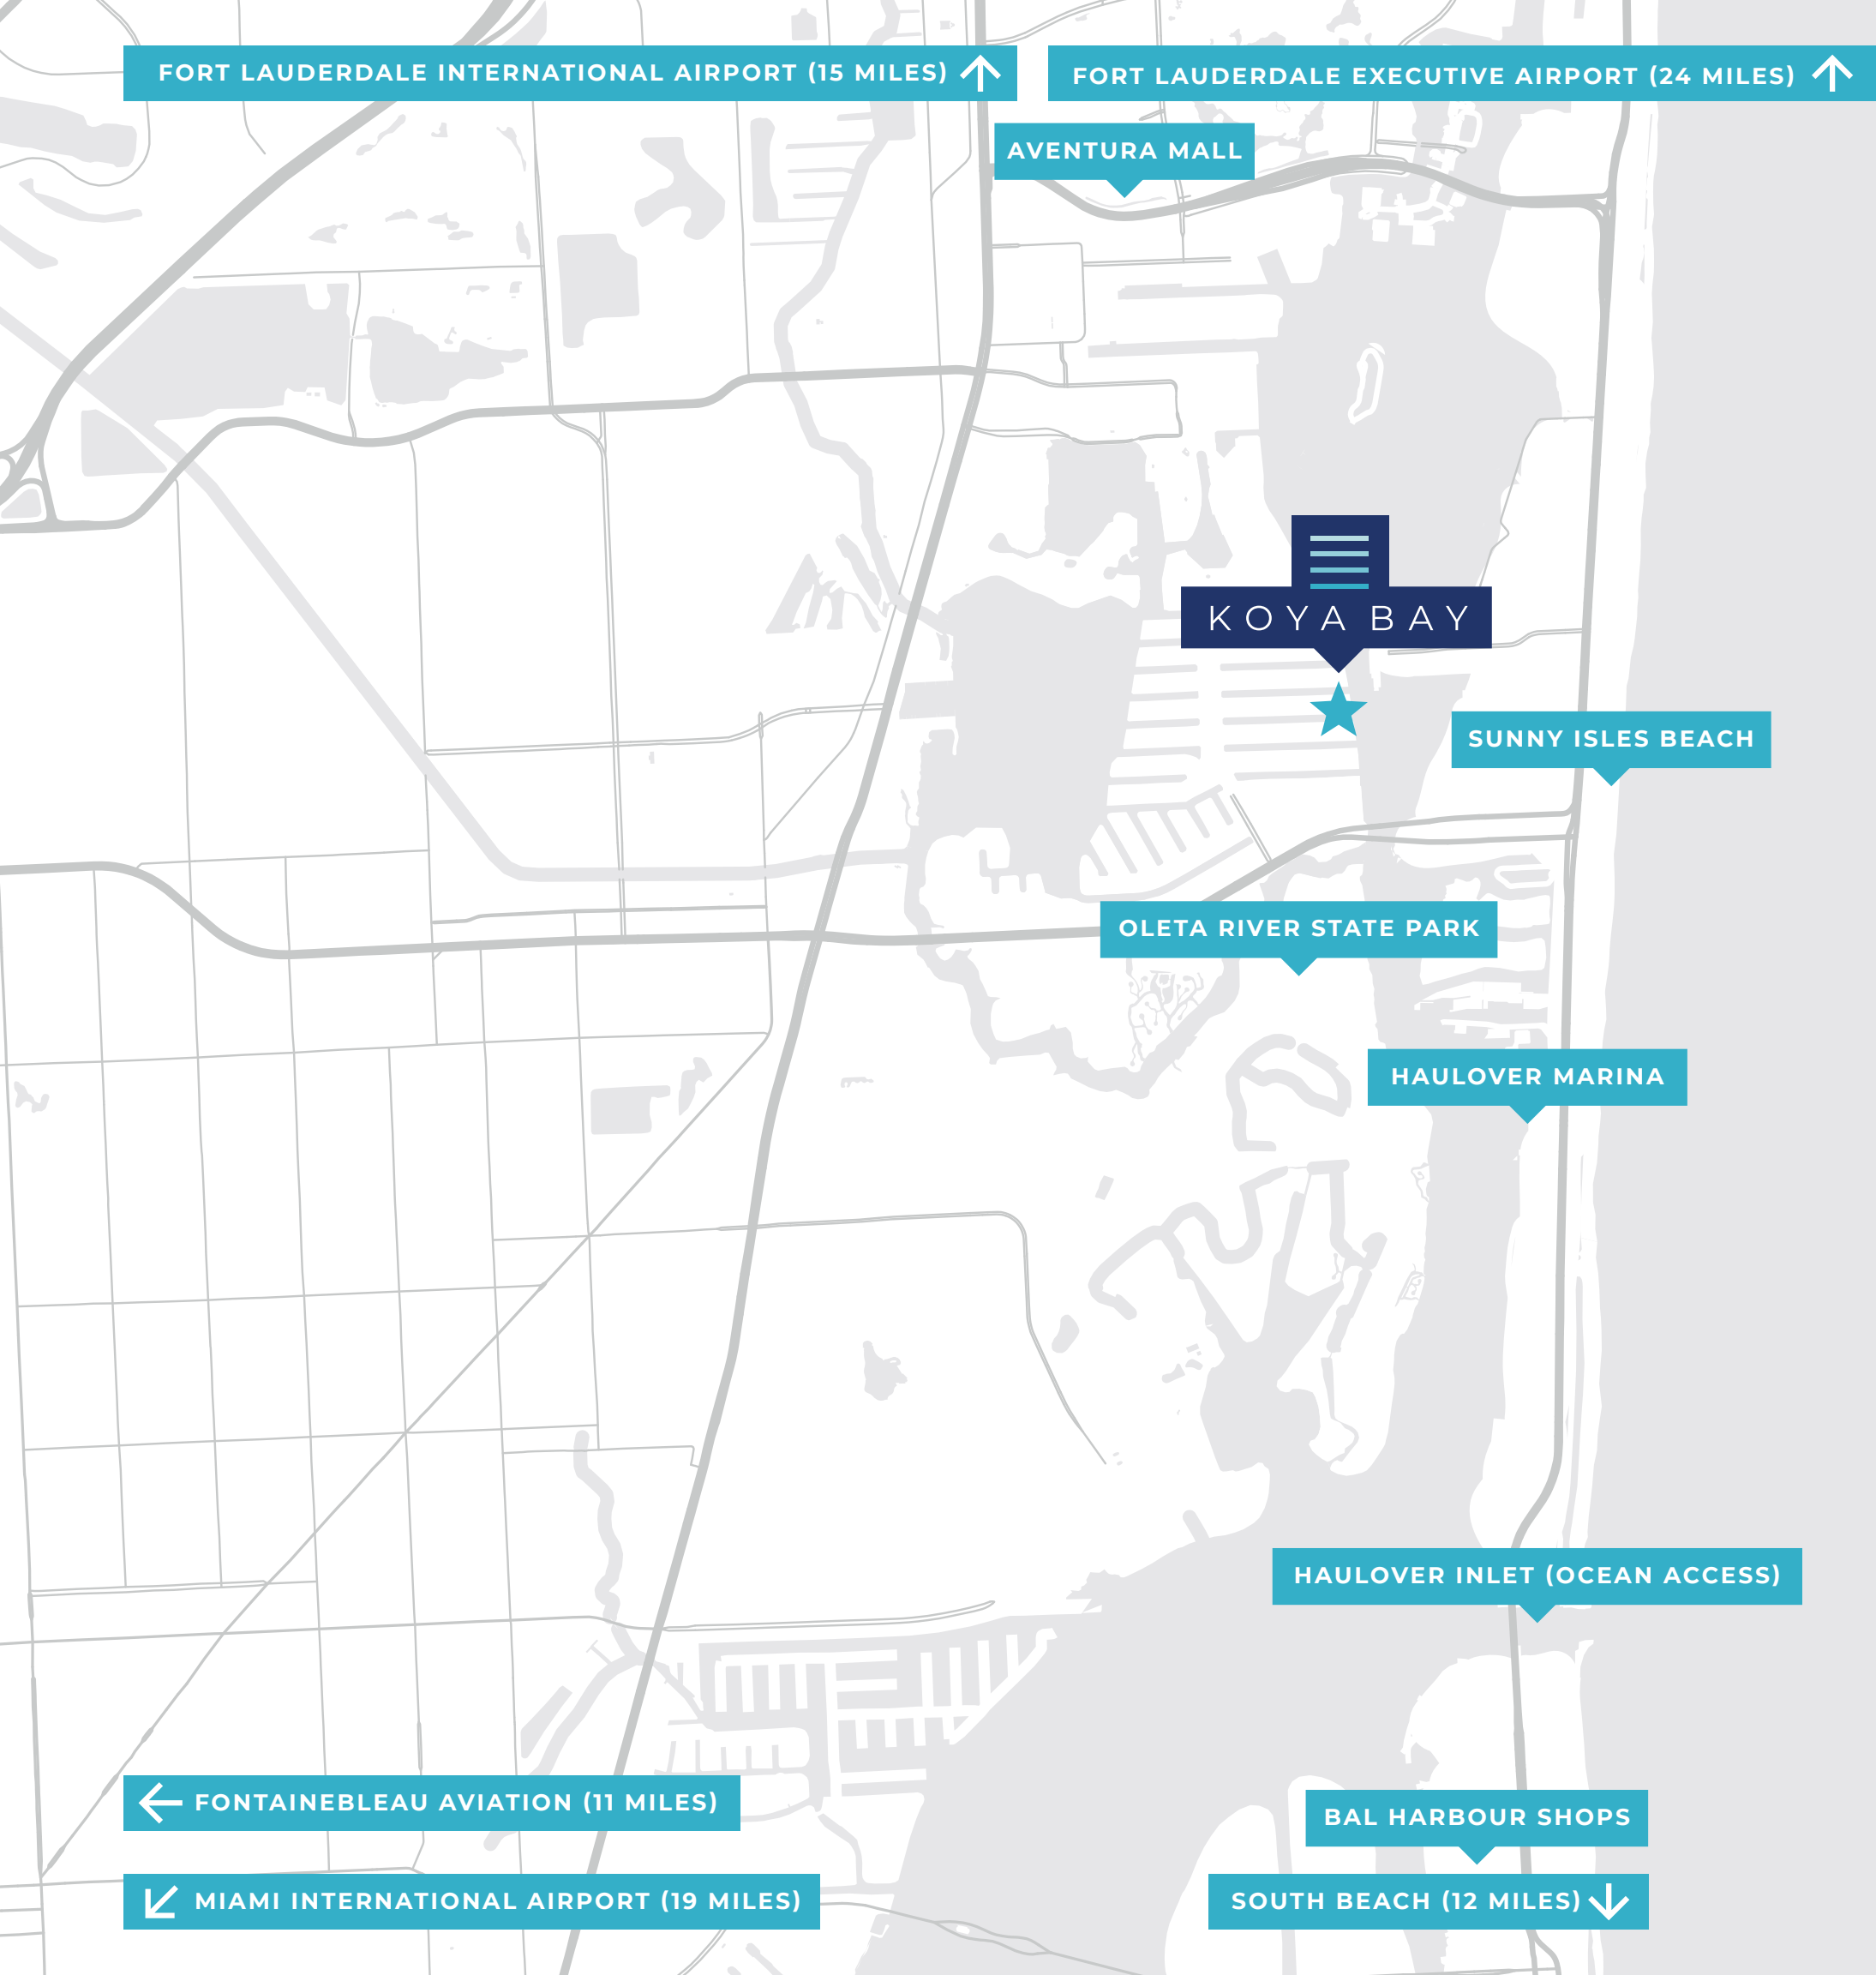 FORT LAUDERDALE INTERNATIONAL AIRPORT (15 MILES)
FORT LAUDERDALE EXECUTIVE AIRPORT (24 MILES)
AVENTURA MALL
KOYA BAY
SUNNY ISLES BEACH
OLETA RIVER STATE PARK
HAULOVER MARINA
HAULOVER INLET (OCEAN ACCESS)
FONTAINEBLEAU AVIATION (11 MILES)
BAL HARBOUR SHOPS
MIAMI INTERNATIONAL AIRPORT (19 MILES)
SOUTH BEACH (12 MILES)